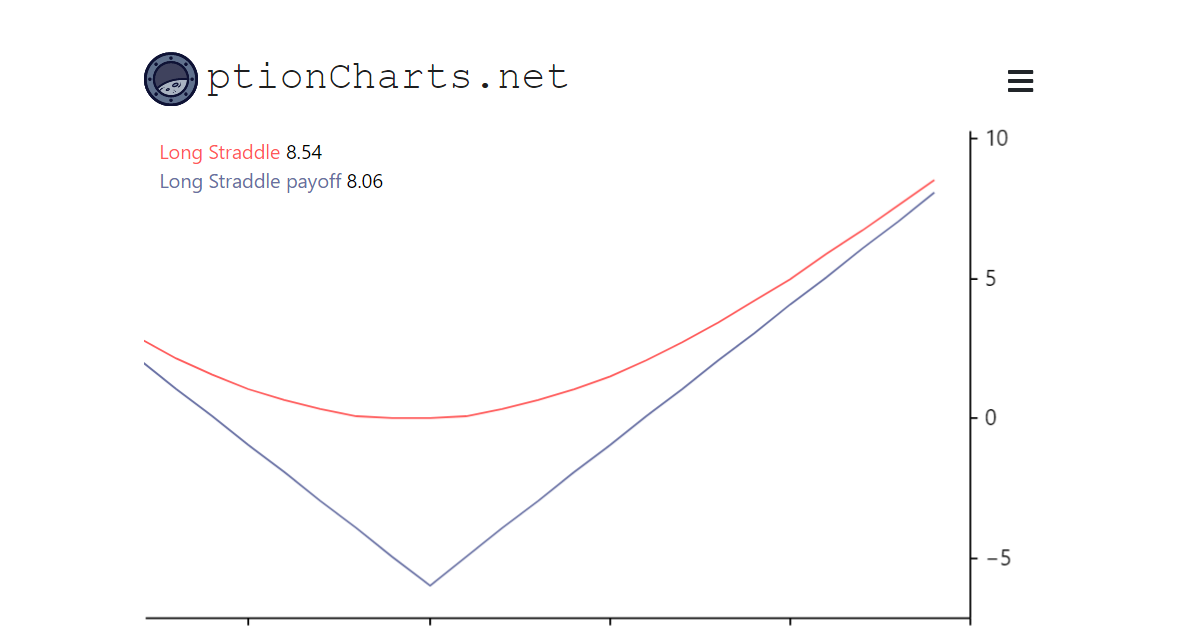 ptionCharts.net
Long Straddle 8.54
Long Straddle payoff 8.06
10
5
0
−5